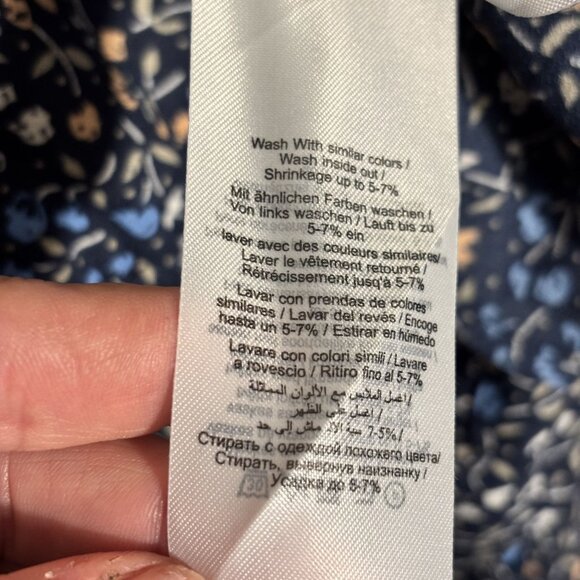 Wash With similar colors /
Wash inside out /
Shrinkage up to 5-7%
Mit ähnlichen Farben waschen /
Von links waschen / Läuft bis zu
5-7% ein
laver avec des couleurs similaires/
Laver le vêtement retourné /
Rétrécissement jusqu'à 5-7%
Lavar con prendas de colores
similares / Lavar del revés / Encoge
hasta un 5-7% / Estirar en húmedo
Lavare con colori simili / Lavare
a rovescio / Ritiro fino al 5-7%
اغسل الملابس مع الألوان المماثلة
/ اغسل على الظهر
/ 7-5%
Стирать с одеждой похожего цвета/
Стирать, вывернув наизнанку /
Усадка до 5-7%
30